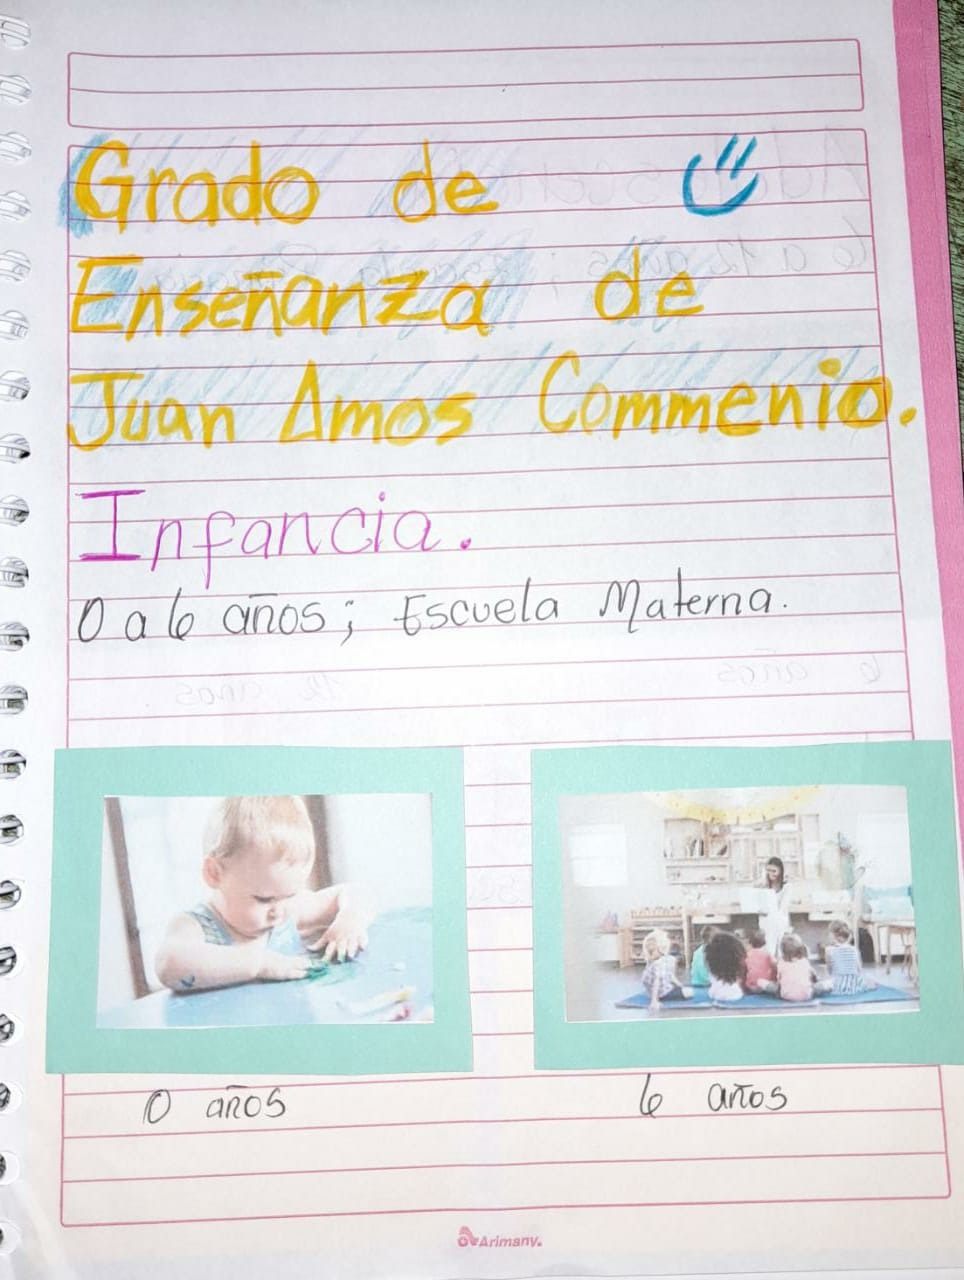 Grado de
Enseñanza de
Juan Amos Commenio.
Infancia.
0 a 6 años; Escuela Materna.
0 años
6 años
Arimany.